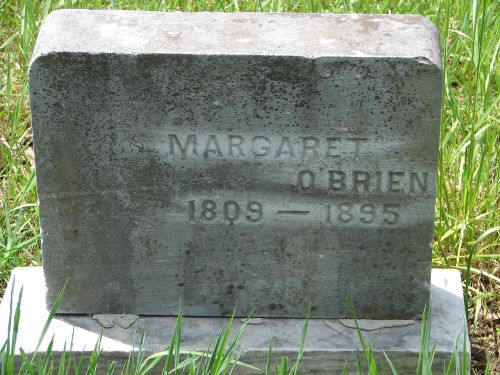 MARGARET
O'BRIEN
1809 — 1895